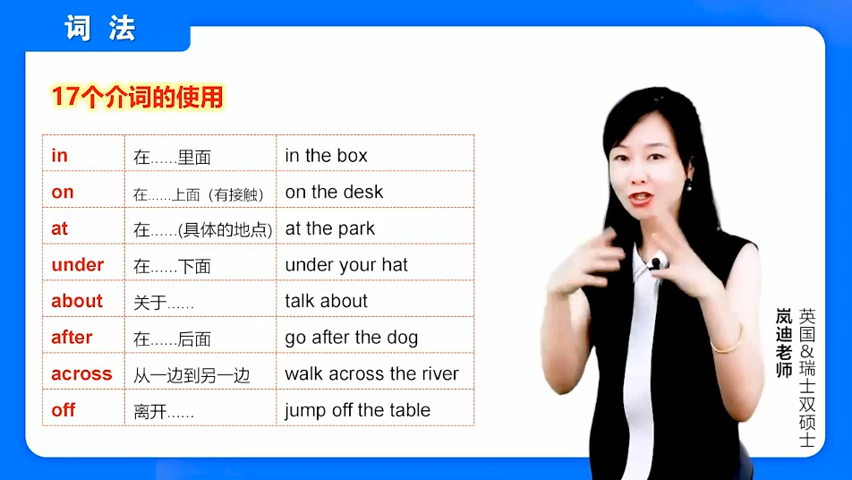 词 法
17个介词的使用
in 在……里面 in the box
on 在……上面（有接触） on the desk
at 在……(具体的地点) at the park
under 在……下面 under your hat
about 关于…… talk about
after 在……后面 go after the dog
across 从一边到另一边 walk across the river
off 离开…… jump off the table
英国&瑞士双硕士
岚迪老师